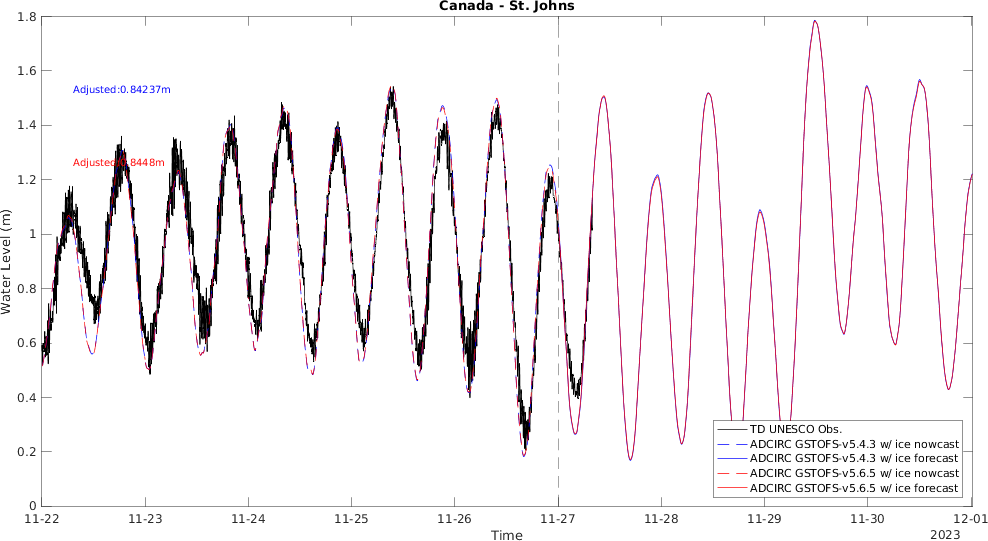 Canada - St. Johns
1.8
1.6
1.4
1.2
1
0.8
0.6
0.4
0.2
0
Water Level (m)
Adjusted:0.84237m
Adjusted:0.8448m
TD UNESCO Obs.
ADCIRC GSTOFS-v5.4.3 w/ ice nowcast
ADCIRC GSTOFS-v5.4.3 w/ ice forecast
ADCIRC GSTOFS-v5.6.5 w/ ice nowcast
ADCIRC GSTOFS-v5.6.5 w/ ice forecast
11-22 11-23 11-24 11-25 11-26 11-27 11-28 11-29 11-30 12-01
Time
2023